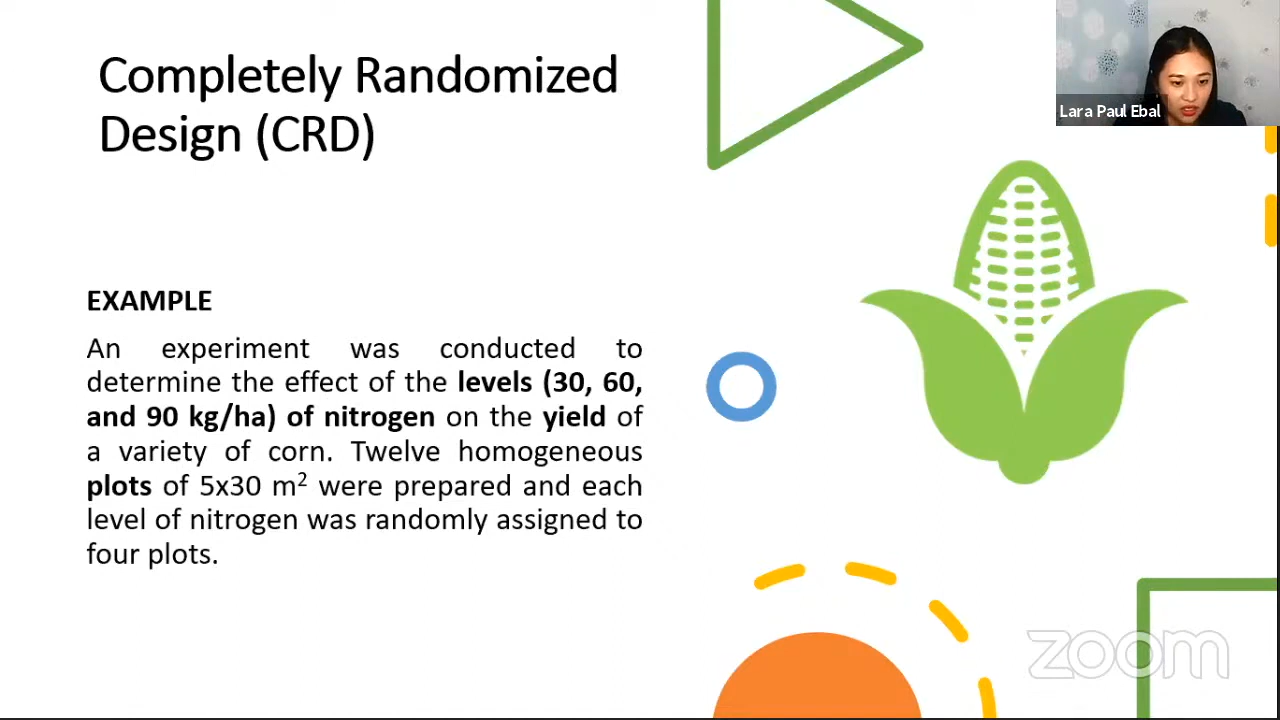 Completely Randomized
Design (CRD)
Lara Paul Ebal
EXAMPLE
An experiment was conducted to
determine the effect of the levels (30, 60,
and 90 kg/ha) of nitrogen on the yield of
a variety of corn. Twelve homogeneous
plots of 5x30 m² were prepared and each
level of nitrogen was randomly assigned to
four plots.
zoom